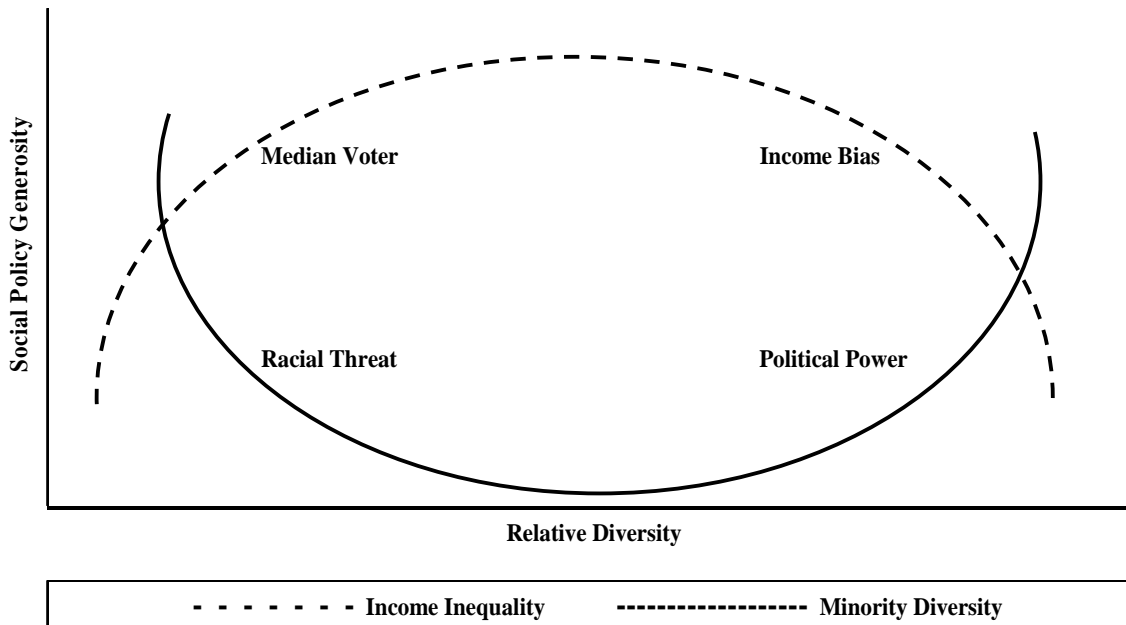 Social Policy Generosity
Median Voter
Income Bias
Racial Threat
Political Power
Relative Diversity
Income Inequality
Minority Diversity